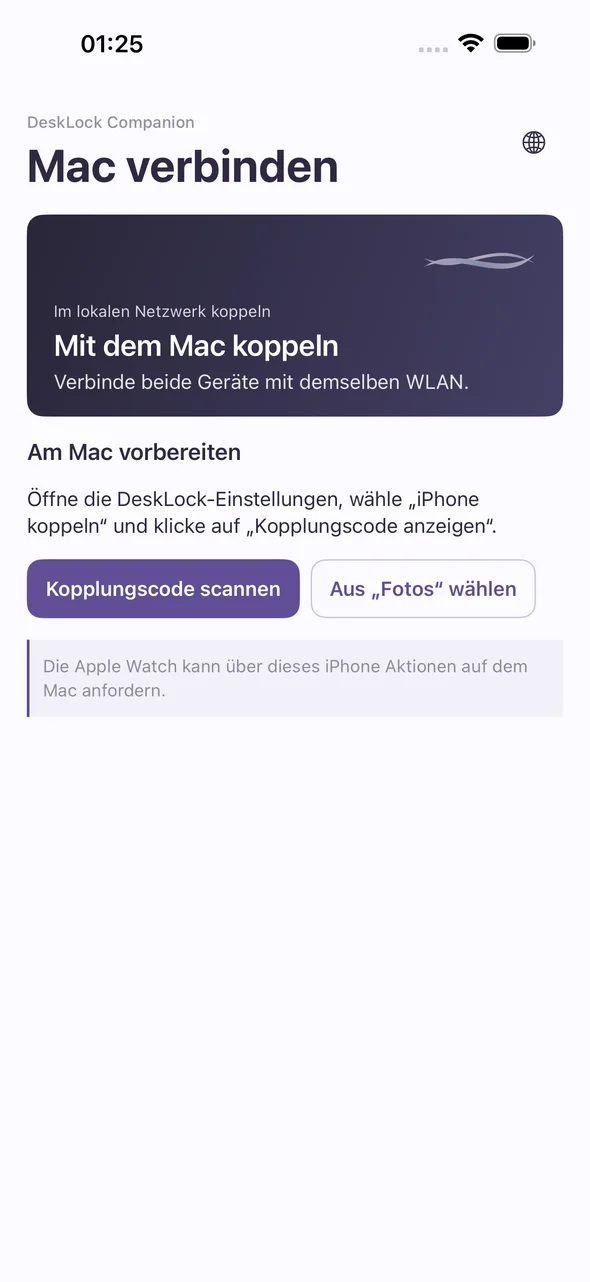 01:25
DeskLock Companion
Mac verbinden
Im lokalen Netzwerk koppeln
Mit dem Mac koppeln
Verbinde beide Geräte mit demselben WLAN.
Am Mac vorbereiten
Öffne die DeskLock-Einstellungen, wähle „iPhone
koppeln“ und klicke auf „Kopplungscode anzeigen“.
Kopplungscode scannen
Aus „Fotos“ wählen
Die Apple Watch kann über dieses iPhone Aktionen auf dem
Mac anfordern.